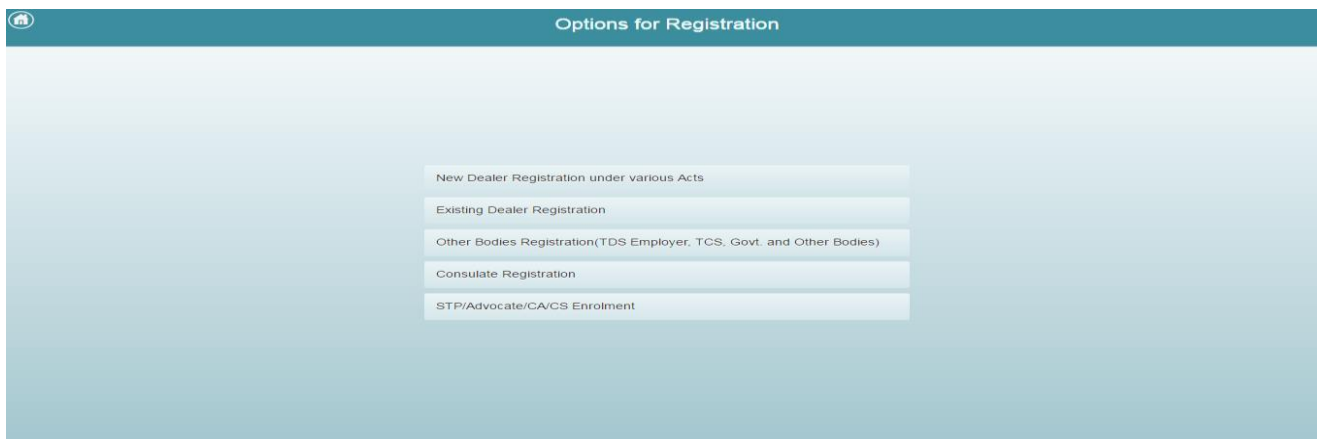 Options for Registration
New Dealer Registration under various Acts
Existing Dealer Registration
Other Bodies Registration(TDS Employer, TCS, Govt. and Other Bodies)
Consulate Registration
STP/Advocate/CA/CS Enrolment